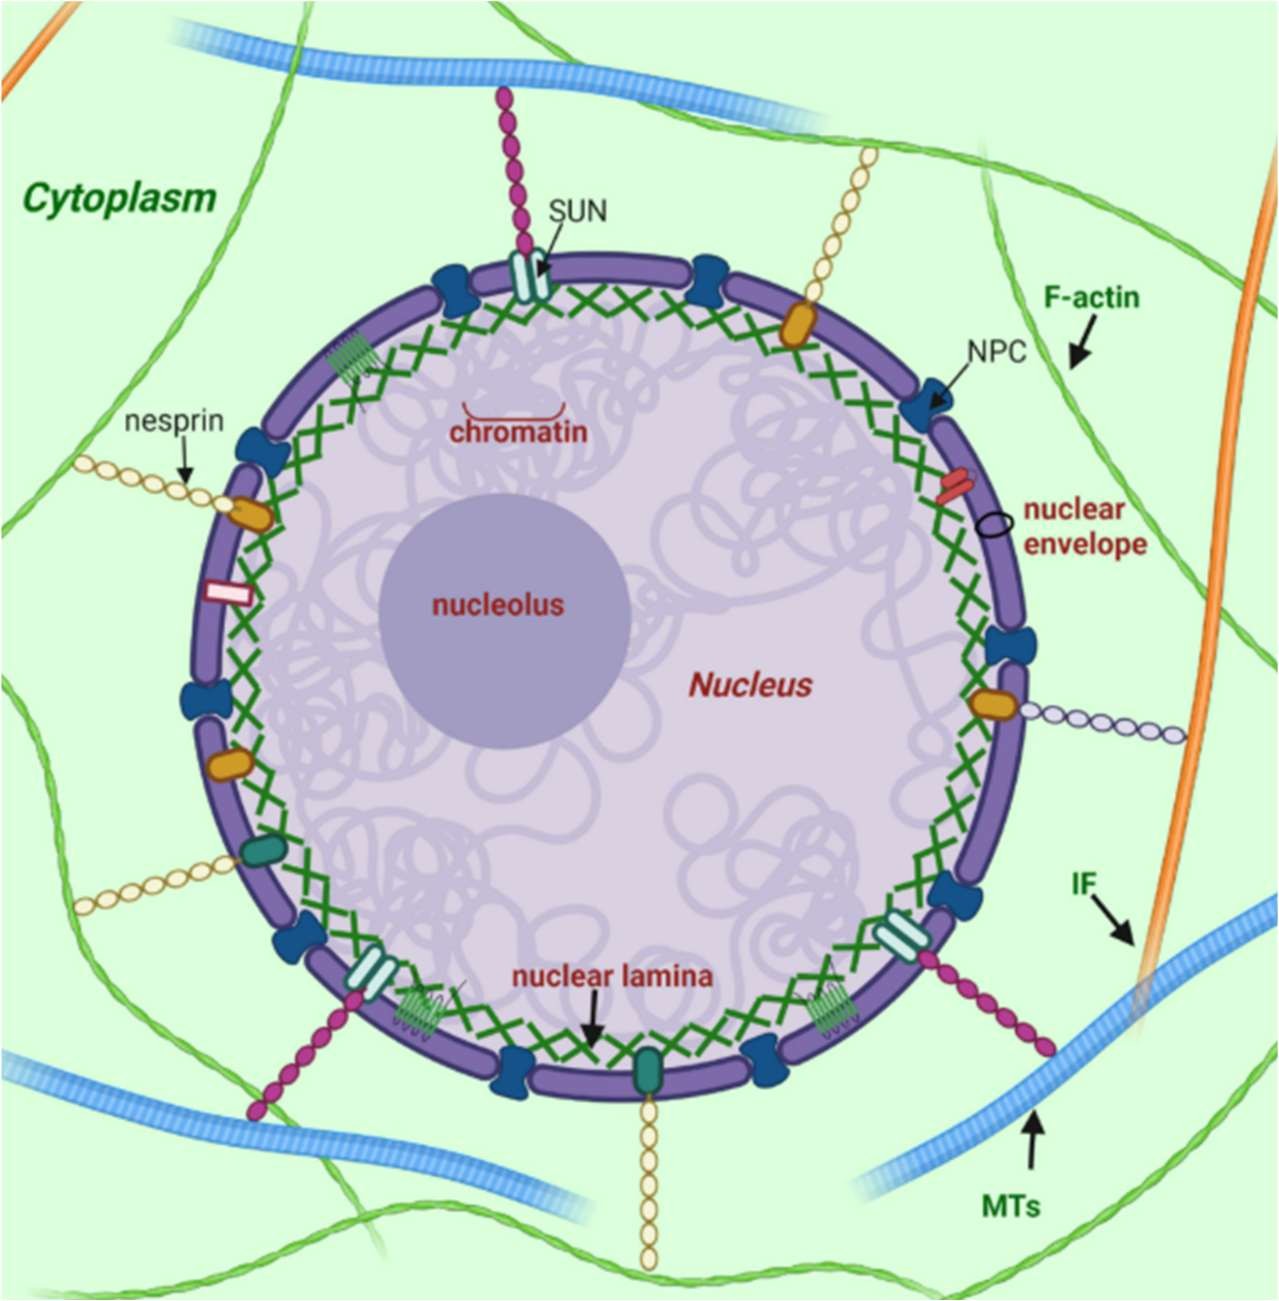 Cytoplasm
SUN
F-actin
NPC
nesprin
chromatin
nuclear
envelope
nucleolus
Nucleus
IF
nuclear lamina
MTs